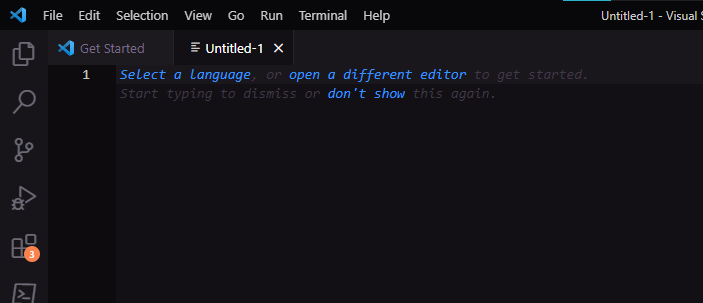 File Edit Selection View Go Run Terminal Help Untitled-1 - Visual S
Get Started Untitled-1
1 Select a language, or open a different editor to get started.
Start typing to dismiss or don't show this again.
3